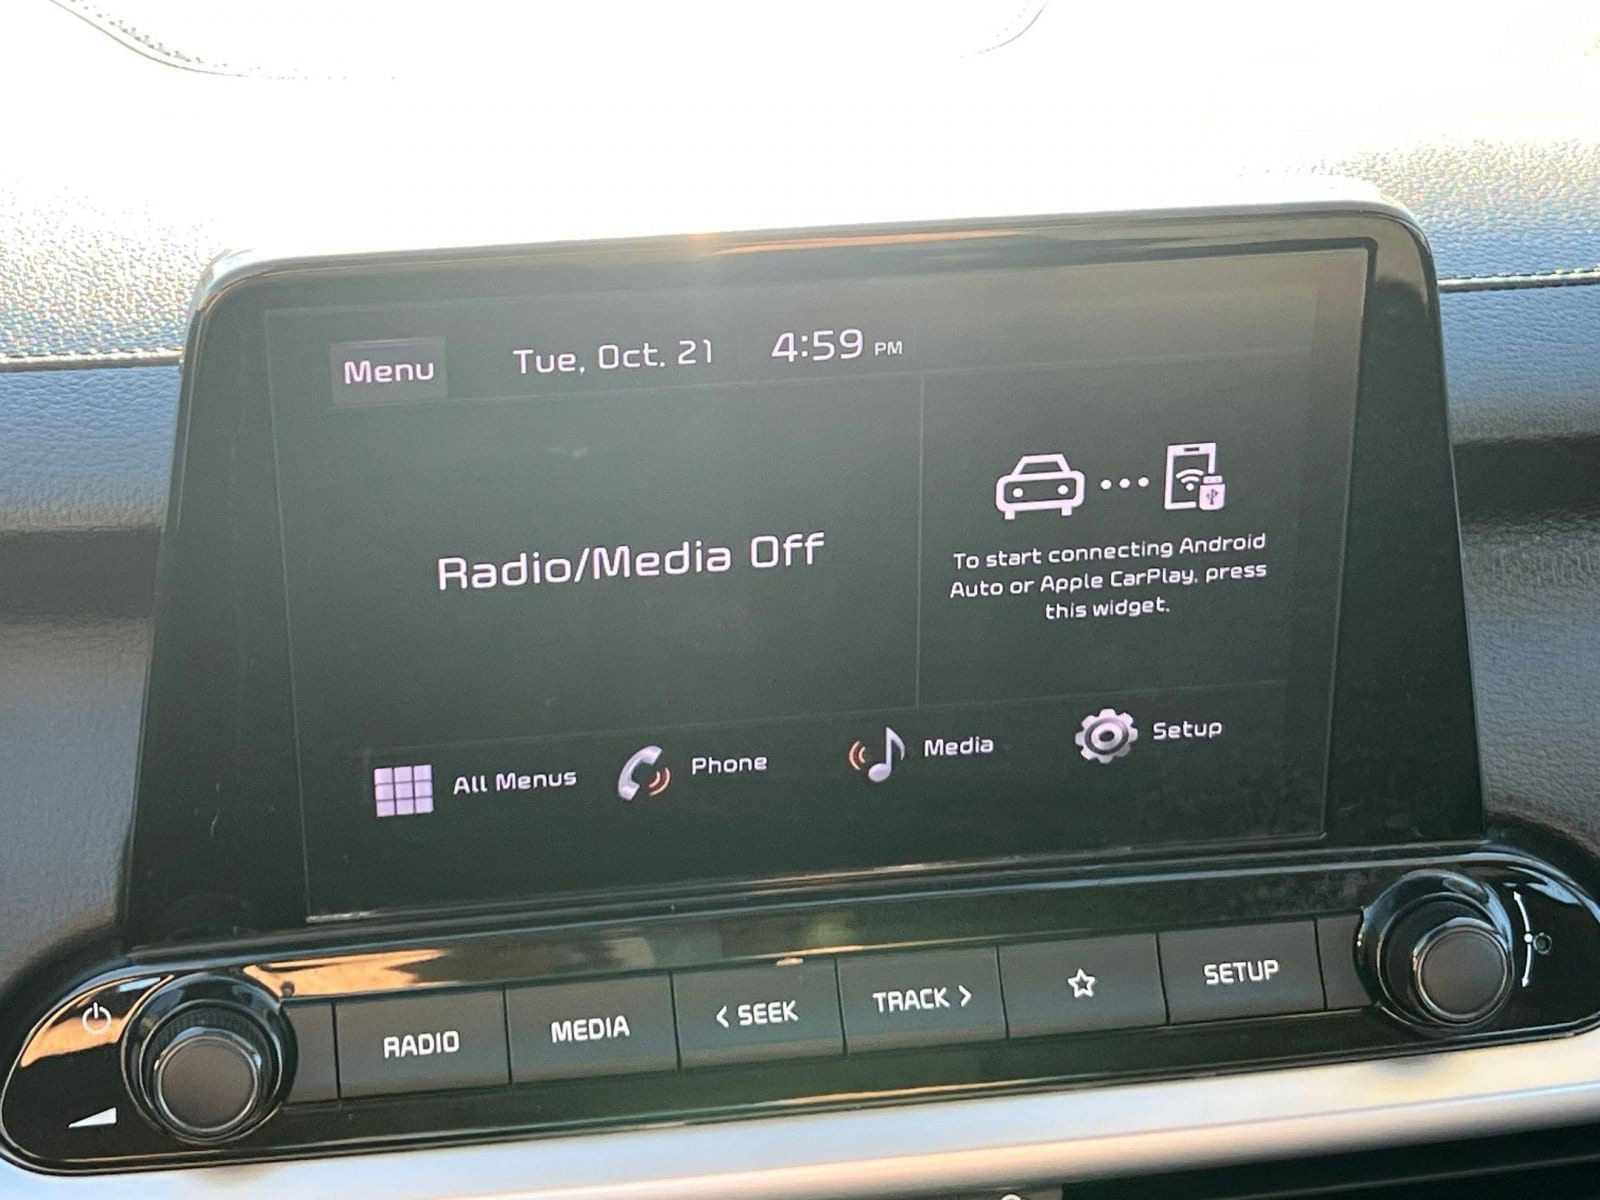 Menu Tue, Oct. 21 4:59 PM
Radio/Media Off
To start connecting Android
Auto or Apple CarPlay, press
this widget.
All Menus Phone Media Setup
RADIO MEDIA < SEEK TRACK > SETUP